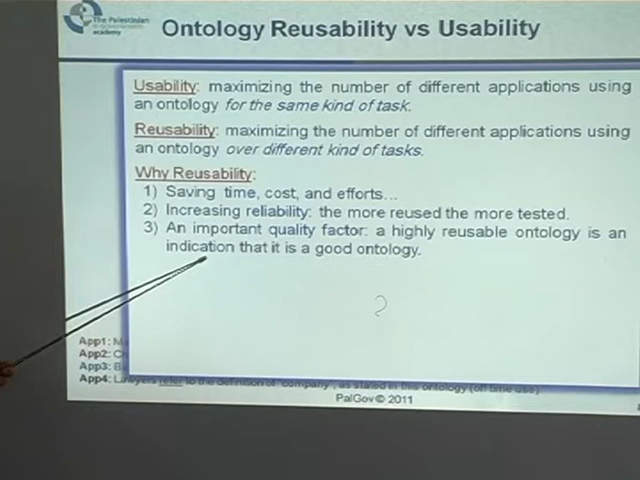 The Palestinian
academy
Ontology Reusability vs Usability
Usability: maximizing the number of different applications using
an ontology for the same kind of task.
Reusability: maximizing the number of different applications using
an ontology over different kind of tasks.
Why Reusability:
1) Saving time, cost, and efforts...
2) Increasing reliability: the more reused the more tested.
3) An important quality factor: a highly reusable ontology is an
indication that it is a good ontology.
App1:
App2:
App3:
App4: Lawyers refer to the definition of "company", as stated in this ontology
PalGov © 2011